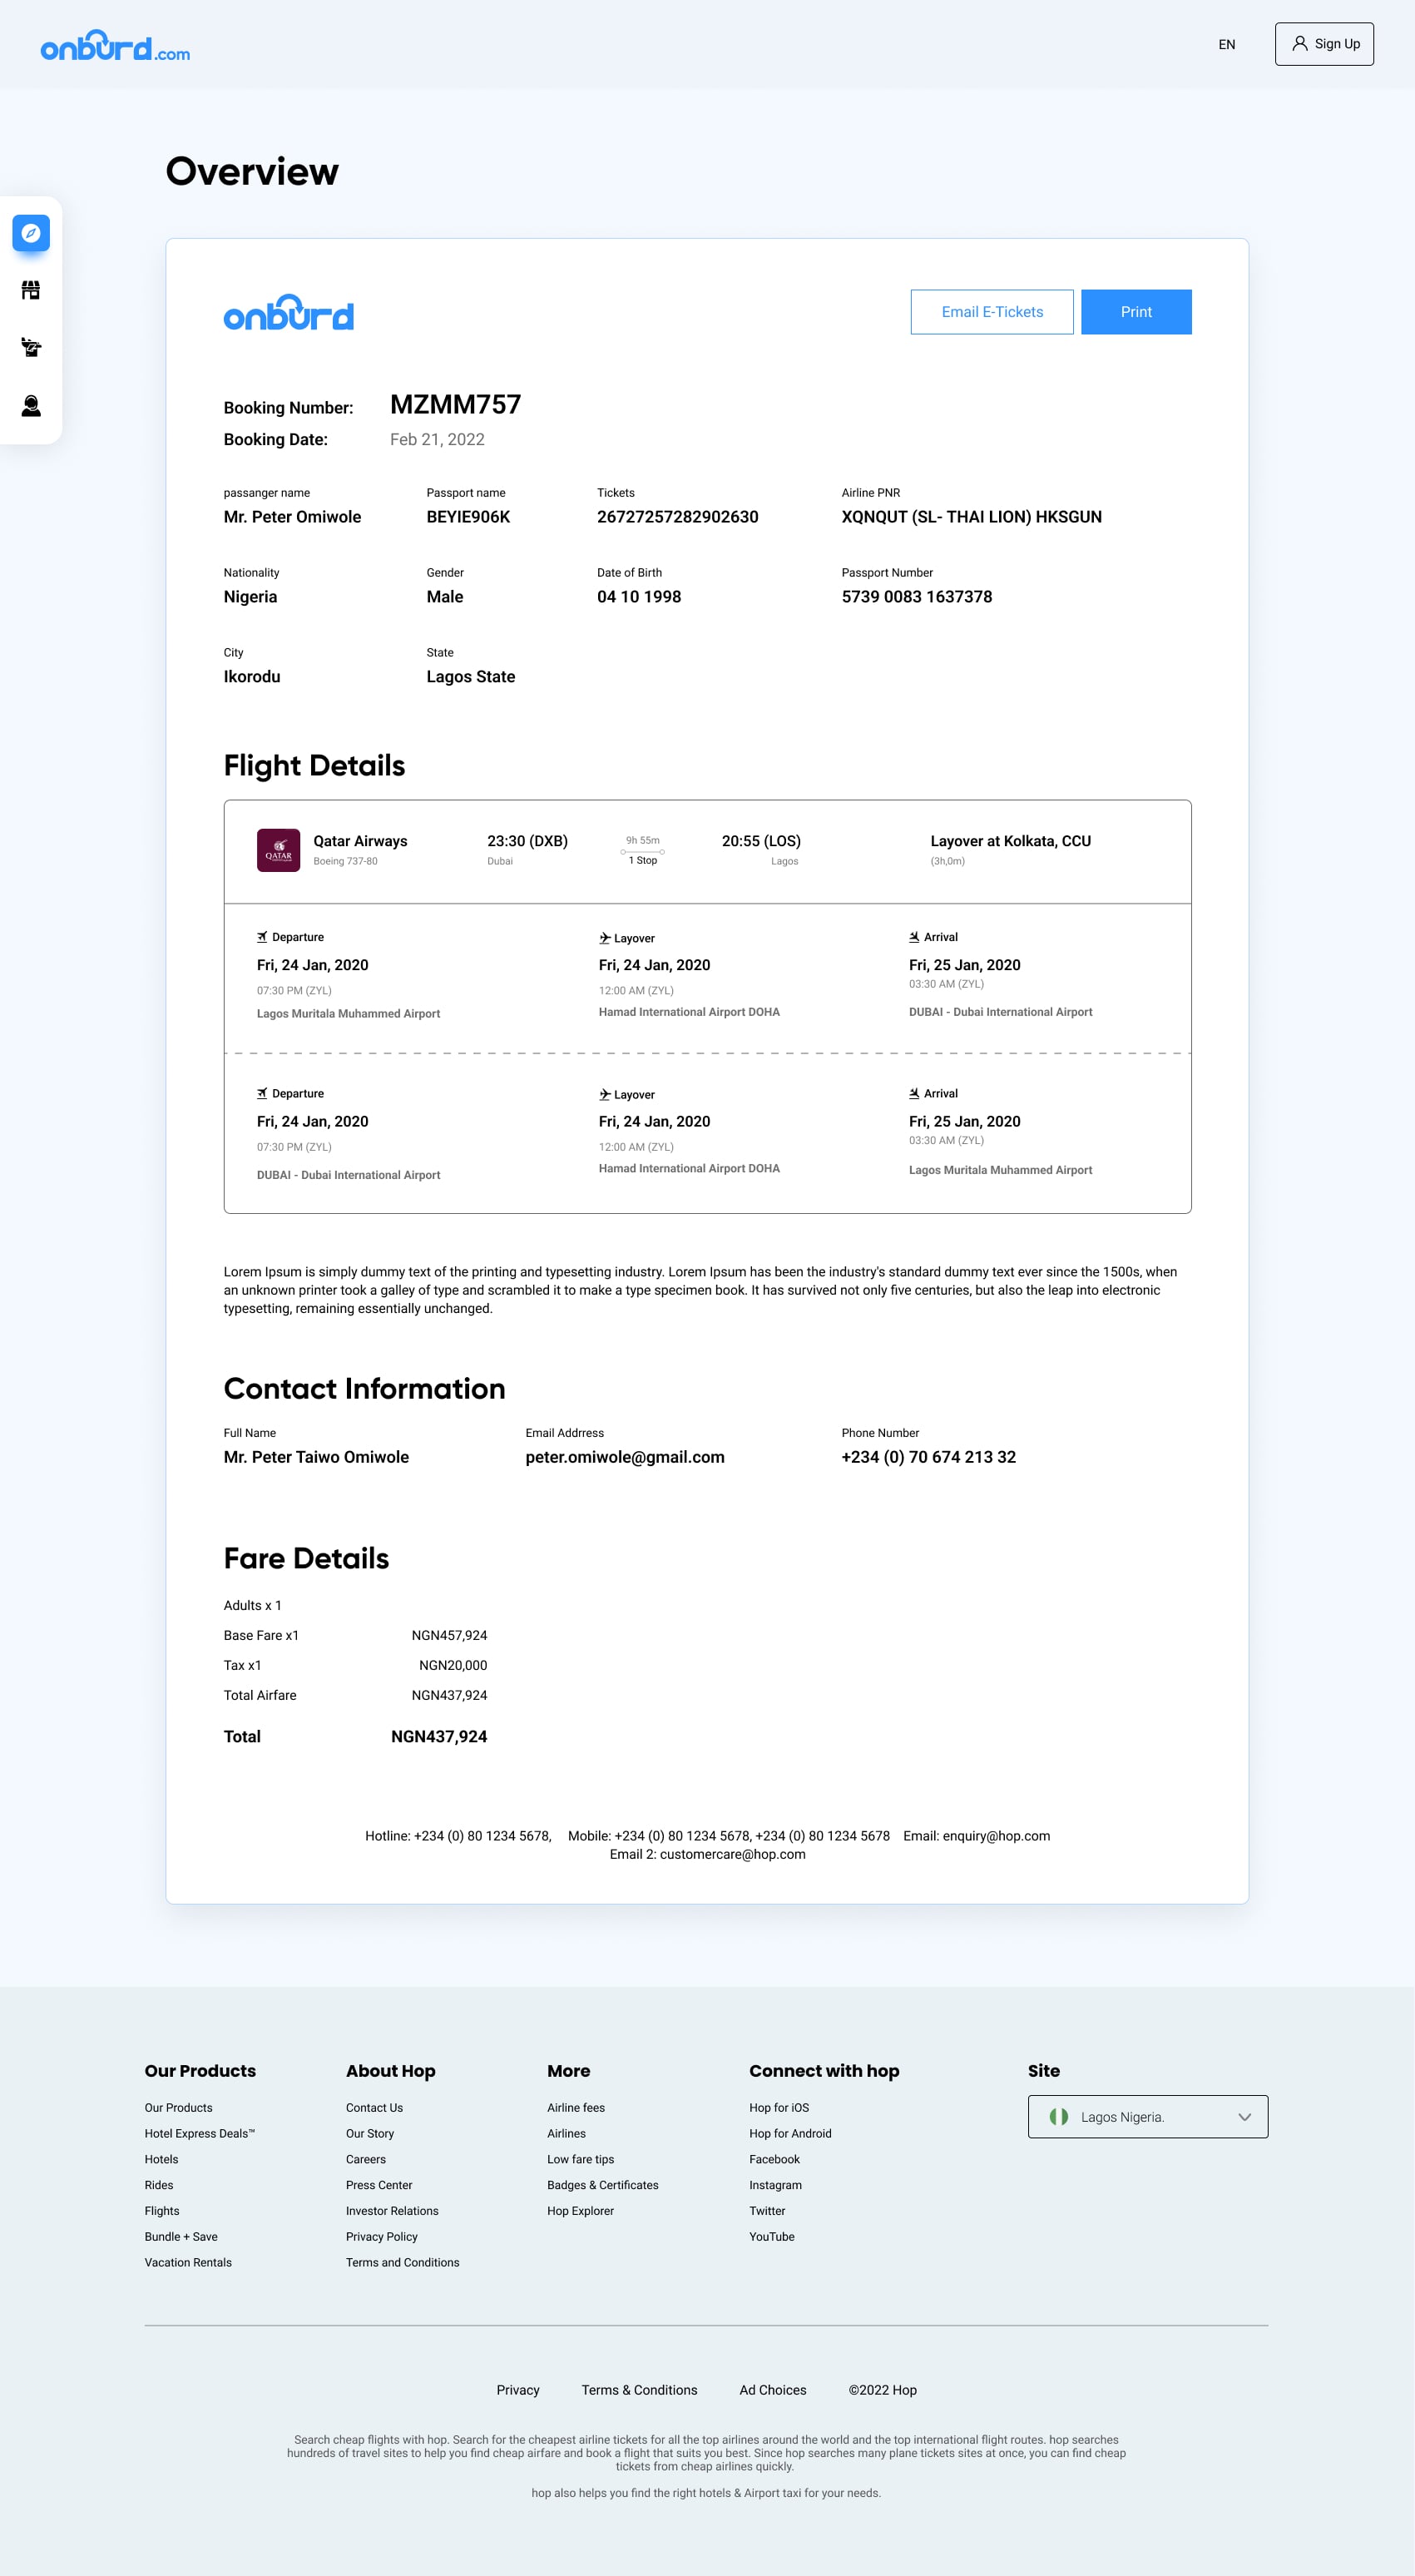 onburd.com
EN
Sign Up
Overview
onburd
Email E-Tickets
Print
Booking Number: MZMM757
Booking Date: Feb 21, 2022
passanger name Passport name Tickets Airline PNR
Mr. Peter Omiwole BEYIE906K 26727257282902630 XQNQUT (SL- THAI LION) HKSGUN
Nationality Gender Date of Birth Passport Number
Nigeria Male 04 10 1998 5739 0083 1637378
City State
Ikorodu Lagos State
Flight Details
QATAR
Qatar Airways 23:30 (DXB) 9h 55m 20:55 (LOS) Layover at Kolkata, CCU
Boeing 737-80 Dubai 1 Stop Lagos (3h,0m)
Departure Layover Arrival
Fri, 24 Jan, 2020 Fri, 24 Jan, 2020 Fri, 25 Jan, 2020
07:30 PM (ZYL) 12:00 AM (ZYL) 03:30 AM (ZYL)
Lagos Muritala Muhammed Airport Hamad International Airport DOHA DUBAI - Dubai International Airport
Departure Layover Arrival
Fri, 24 Jan, 2020 Fri, 24 Jan, 2020 Fri, 25 Jan, 2020
07:30 PM (ZYL) 12:00 AM (ZYL) 03:30 AM (ZYL)
DUBAI - Dubai International Airport Hamad International Airport DOHA Lagos Muritala Muhammed Airport
Lorem Ipsum is simply dummy text of the printing and typesetting industry. Lorem Ipsum has been the industry's standard dummy text ever since the 1500s, when
an unknown printer took a galley of type and scrambled it to make a type specimen book. It has survived not only five centuries, but also the leap into electronic
typesetting, remaining essentially unchanged.
Contact Information
Full Name Email Addrress Phone Number
Mr. Peter Taiwo Omiwole peter.omiwole@gmail.com +234 (0) 70 674 213 32
Fare Details
Adults x 1
Base Fare x1 NGN457,924
Tax x1 NGN20,000
Total Airfare NGN437,924
Total NGN437,924
Hotline: +234 (0) 80 1234 5678, Mobile: +234 (0) 80 1234 5678, +234 (0) 80 1234 5678 Email: enquiry@hop.com
Email 2: customercare@hop.com
Our Products About Hop More Connect with hop Site
Our Products Contact Us Airline fees Hop for iOS Lagos Nigeria.
Hotel Express Deals™ Our Story Airlines Hop for Android
Hotels Careers Low fare tips Facebook
Rides Press Center Badges & Certificates Instagram
Flights Investor Relations Hop Explorer Twitter
Bundle + Save Privacy Policy YouTube
Vacation Rentals Terms and Conditions
Privacy Terms & Conditions Ad Choices ©2022 Hop
Search cheap flights with hop. Search for the cheapest airline tickets for all the top airlines around the world and the top international flight routes. hop searches
hundreds of travel sites to help you find cheap airfare and book a flight that suits you best. Since hop searches many plane tickets sites at once, you can find cheap
tickets from cheap airlines quickly.
hop also helps you find the right hotels & Airport taxi for your needs.